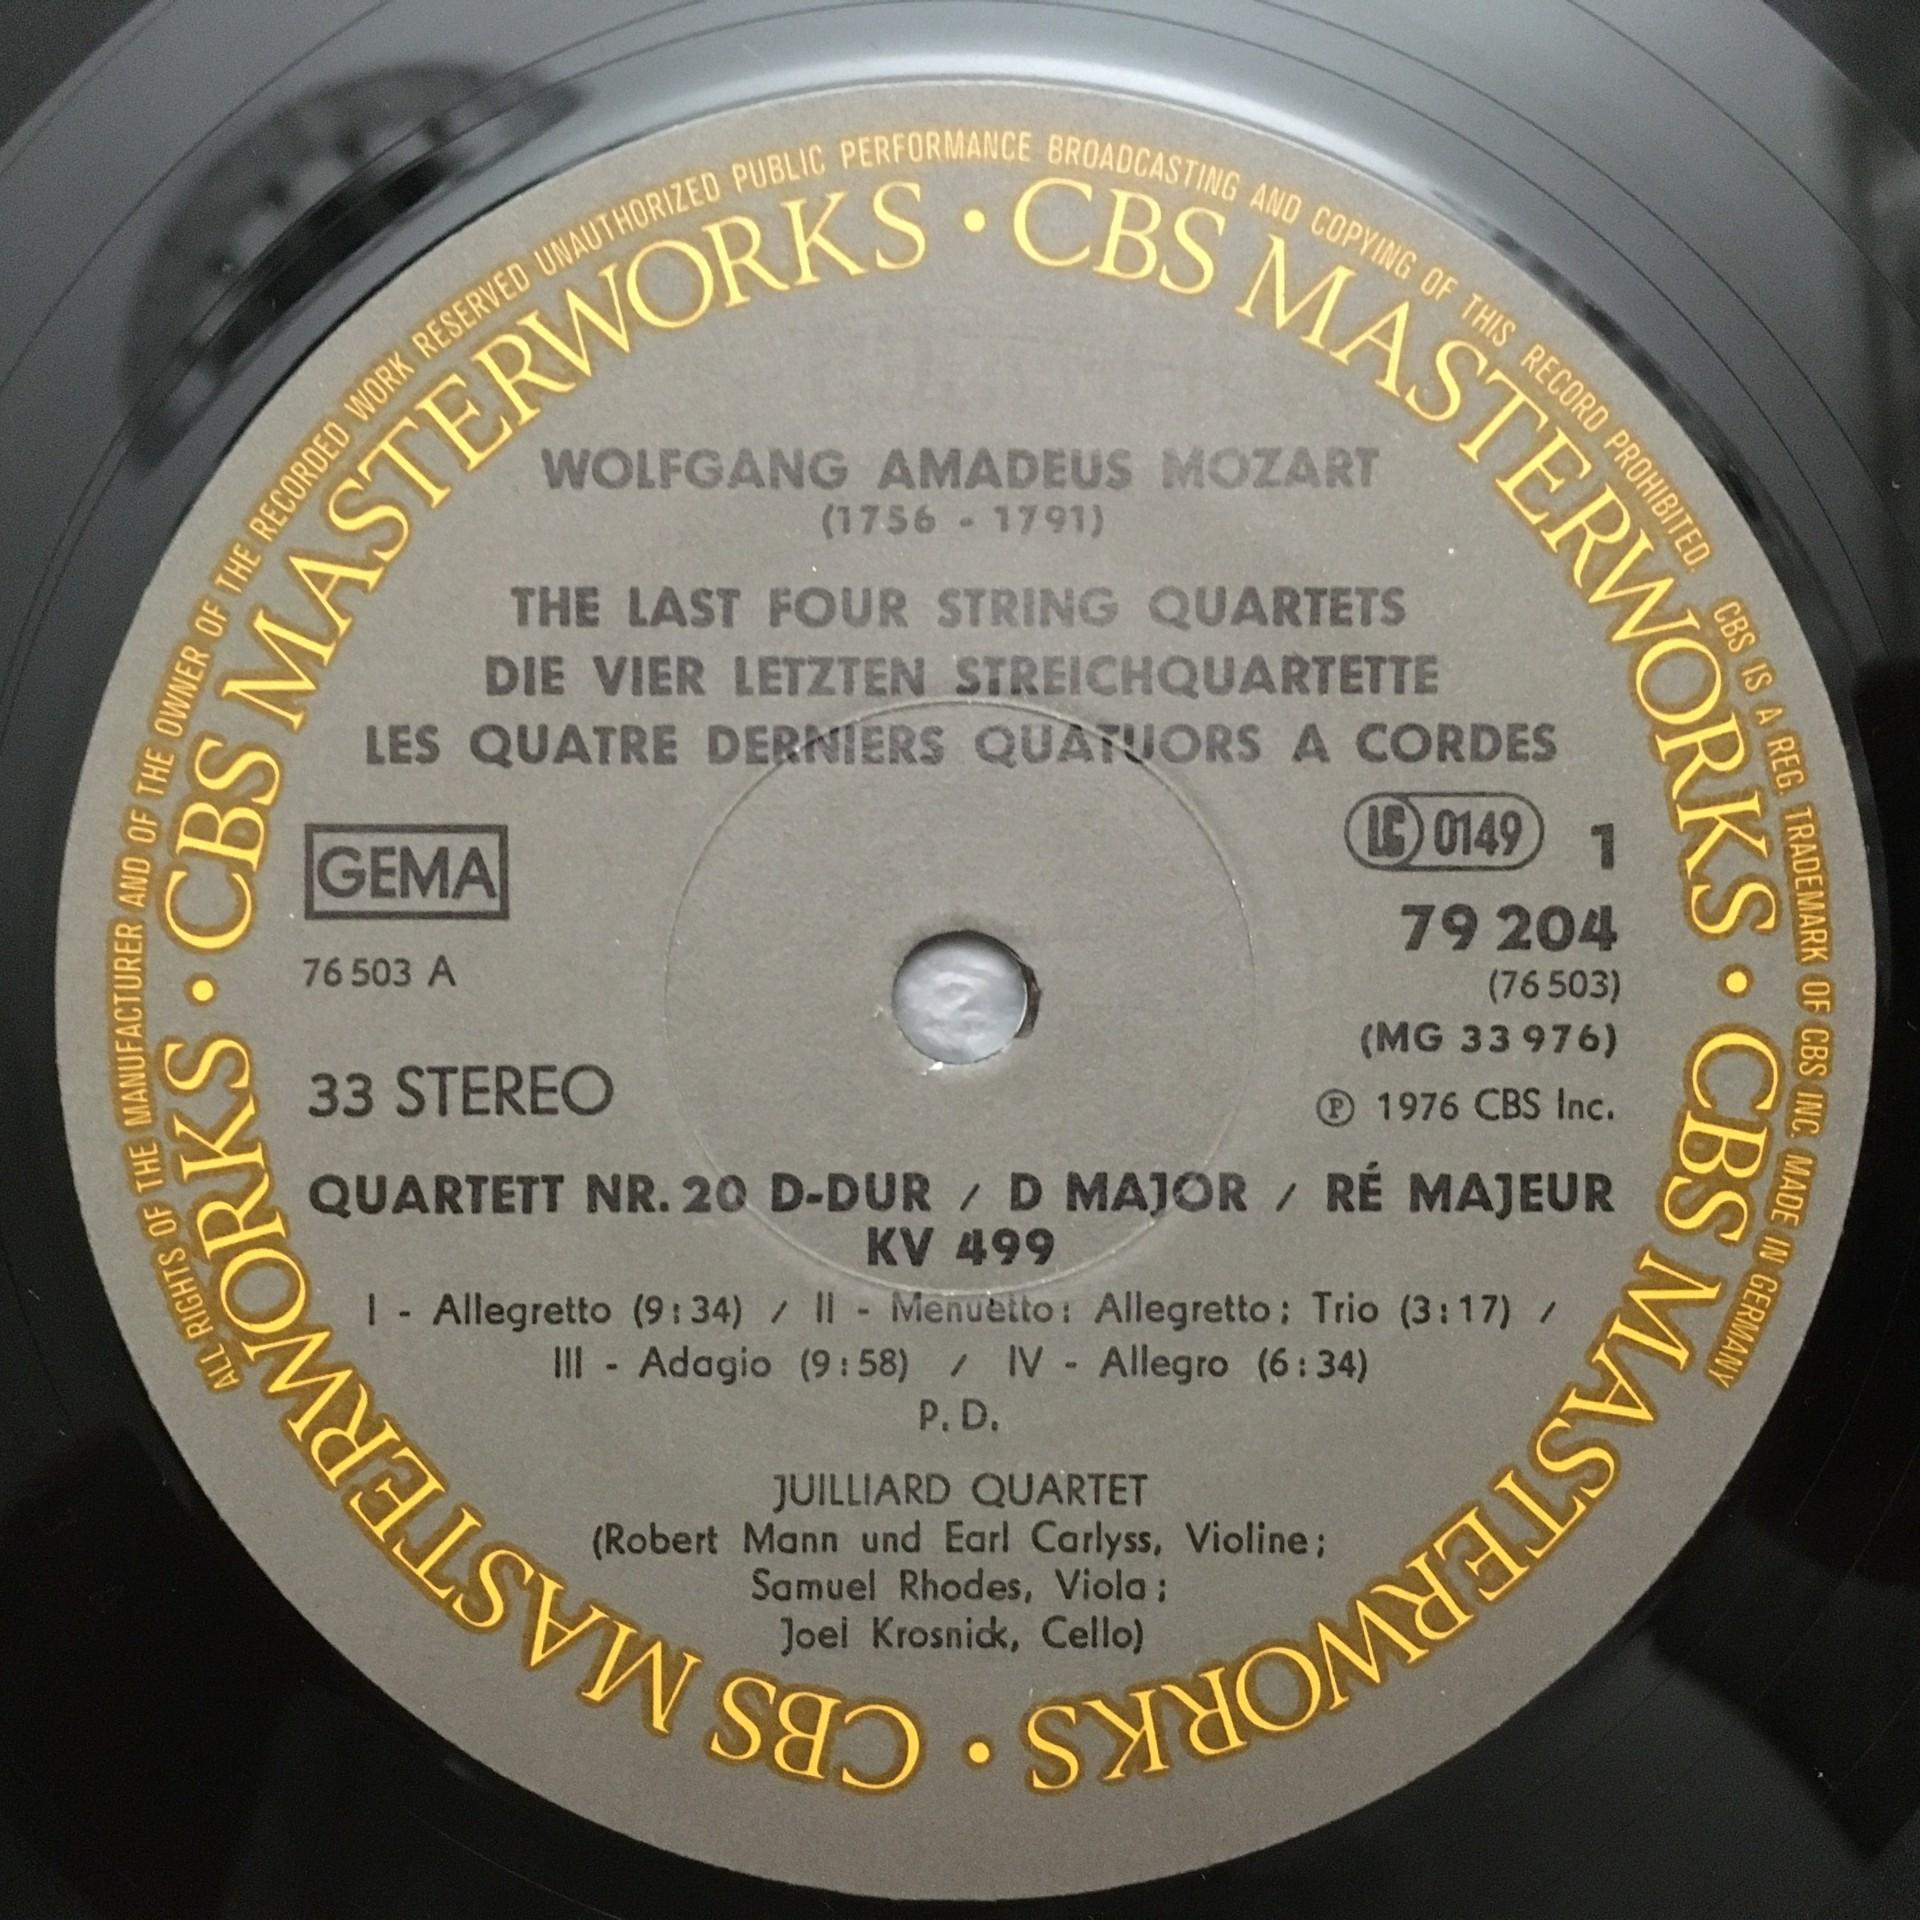 ALL RIGHTS OF THE MANUFACTURER AND OF THE OWNER OF THE RECORDED WORK RESERVED UNAUTHORIZED PUBLIC PERFORMANCE BROADCASTING AND COPYING OF THIS RECORD PROHIBITED. CBS IS A REG. TRADEMARK OF CBS INC. MADE IN GERMANY
CBS MASTERWORKS • CBS MASTERWORKS • CBS MASTERWORKS • CBS MASTERWORKS •
WOLFGANG AMADEUS MOZART
(1756 - 1791)
THE LAST FOUR STRING QUARTETS
DIE VIER LETZTEN STREICHQUARTETTE
LES QUATRE DERNIERS QUATUORS A CORDES
GEMA
76 503 A
33 STEREO
LC 0149 1
79 204
(76 503)
(MG 33 976)
Ⓟ 1976 CBS Inc.
QUARTETT NR. 20 D-DUR / D MAJOR / RÉ MAJEUR
KV 499
I - Allegretto (9:34) / II - Menuetto: Allegretto; Trio (3:17) /
III - Adagio (9:58) / IV - Allegro (6:34)
P. D.
JUILLIARD QUARTET
(Robert Mann und Earl Carlyss, Violine;
Samuel Rhodes, Viola;
Joel Krosnick, Cello)